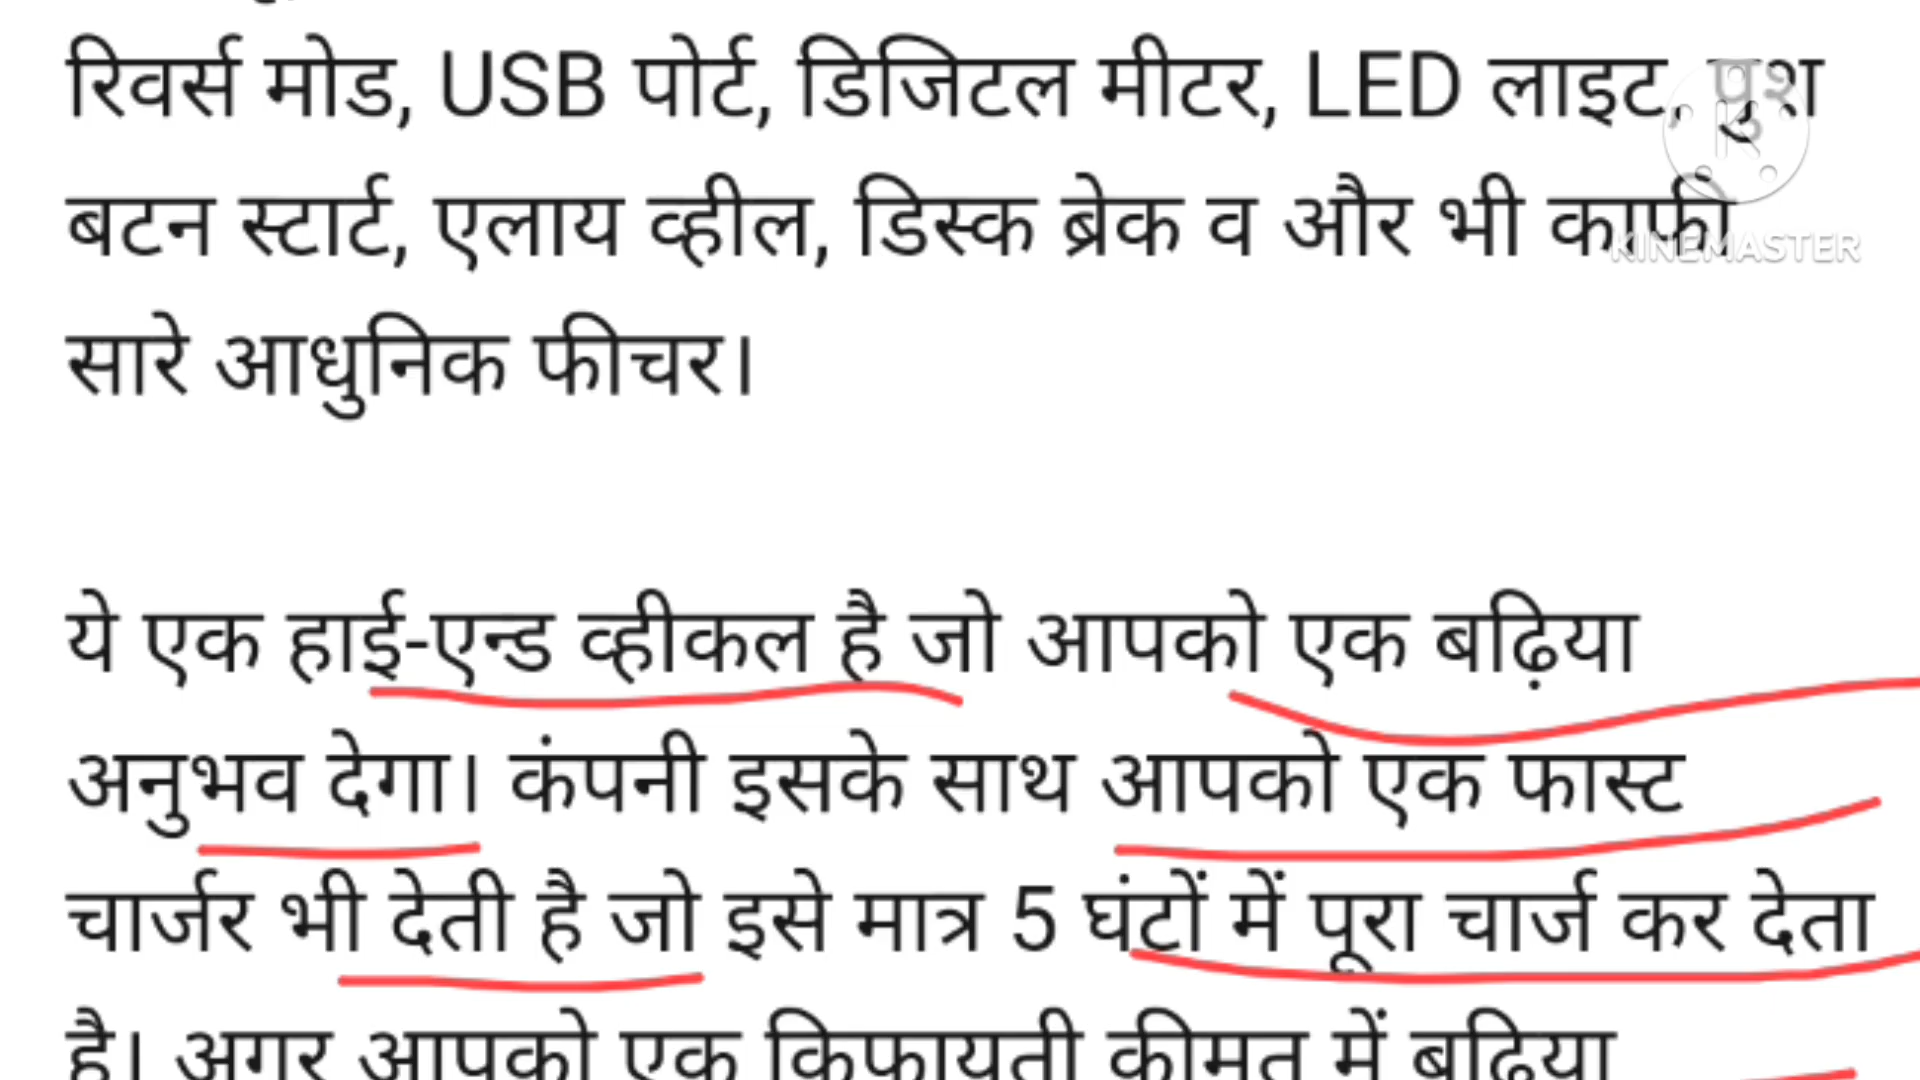 रिवर्स मोड, USB पोर्ट, डिजिटल मीटर, LED लाइट, पुश
बटन स्टार्ट, एलाय व्हील, डिस्क ब्रेक व और भी काफी
KINEMASTER
सारे आधुनिक फीचर।
ये एक हाई-एन्ड व्हीकल है जो आपको एक बढ़िया
अनुभव देगा। कंपनी इसके साथ आपको एक फास्ट
चार्जर भी देती है जो इसे मात्र 5 घंटों में पूरा चार्ज कर देता
है। अगर आपको एक किफायती कीमत में बढ़िया